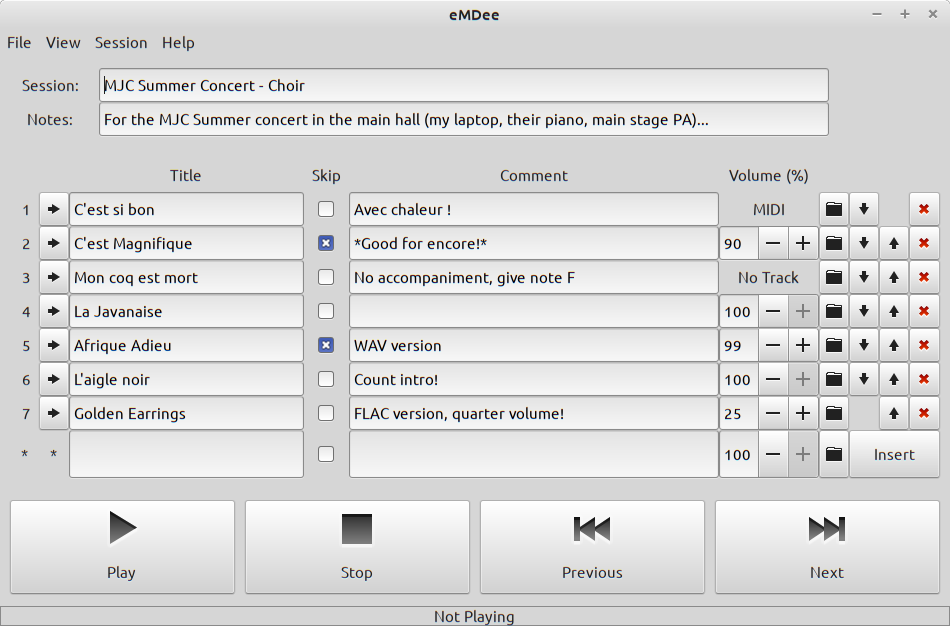 eMDee
File View Session Help
Session: MJC Summer Concert - Choir
Notes: For the MJC Summer concert in the main hall (my laptop, their piano, main stage PA)...
Title Skip Comment Volume (%)
1 C'est si bon Avec chaleur ! MIDI
2 C'est Magnifique *Good for encore!* 90
3 Mon coq est mort No accompaniment, give note F No Track
4 La Javanaise 100
5 Afrique Adieu WAV version 99
6 L'aigle noir Count intro! 100
7 Golden Earrings FLAC version, quarter volume! 25
* * 100 Insert
Play Stop Previous Next
Not Playing